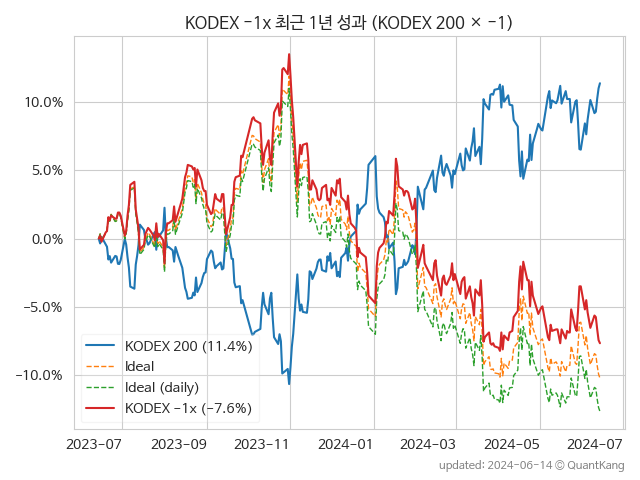 KODEX -1x 최근 1년 성과 (KODEX 200 × -1)
10.0%
5.0%
0.0%
-5.0%
-10.0%
KODEX 200 (11.4%)
Ideal
Ideal (daily)
KODEX -1x (-7.6%)
2023-07 2023-09 2023-11 2024-01 2024-03 2024-05 2024-07
updated: 2024-06-14 © QuantKang